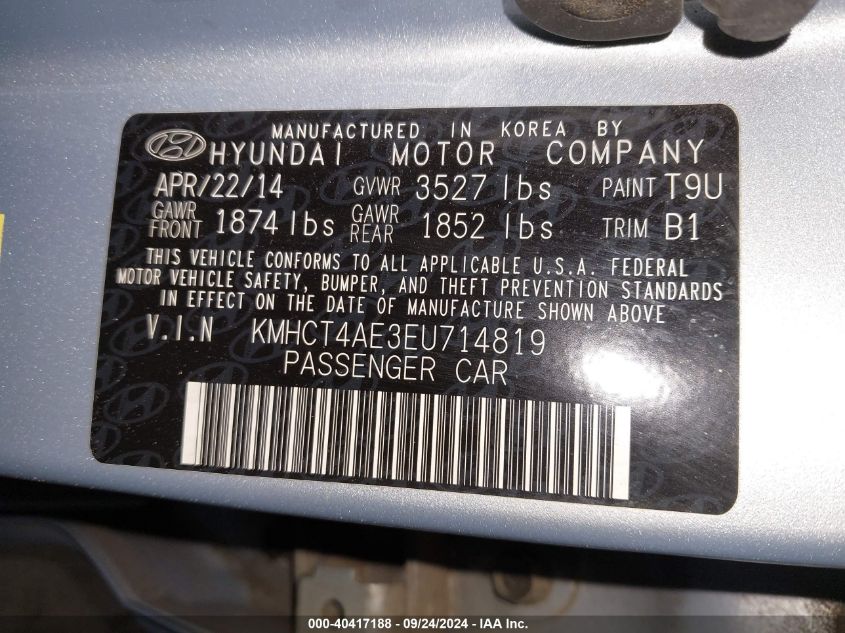 MANUFACTURED IN KOREA BY
HYUNDAI MOTOR COMPANY
APR/22/14 GVWR 3527 lbs PAINT T9U
GAWR FRONT 1874 lbs GAWR REAR 1852 lbs TRIM B1
THIS VEHICLE CONFORMS TO ALL APPLICABLE U.S.A. FEDERAL
MOTOR VEHICLE SAFETY, BUMPER, AND THEFT PREVENTION STANDARDS
IN EFFECT ON THE DATE OF MANUFACTURE SHOWN ABOVE
V.I.N KMHCT4AE3EU714819
PASSENGER CAR
000-40417188 - 09/24/2024 - IAA Inc.